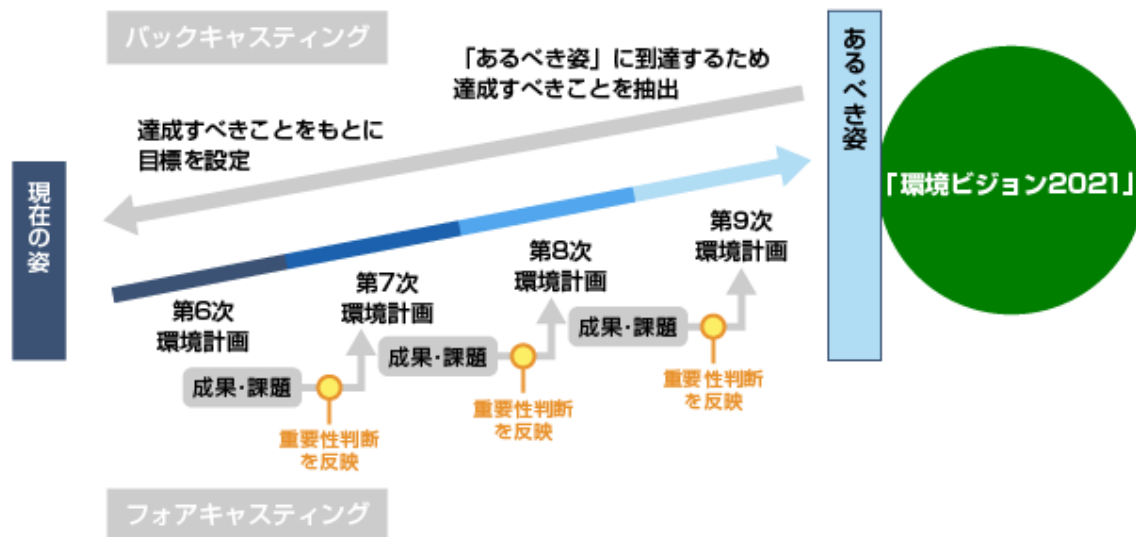 バックキャスティング
「あるべき姿」に到達するため
達成すべきことを抽出
達成すべきことをもとに
目標を設定
現在の姿
あるべき姿
「環境ビジョン2021」
第6次
環境計画
第7次
環境計画
第8次
環境計画
第9次
環境計画
成果・課題
重要性判断
を反映
成果・課題
重要性判断
を反映
成果・課題
重要性判断
を反映
フォアキャスティング